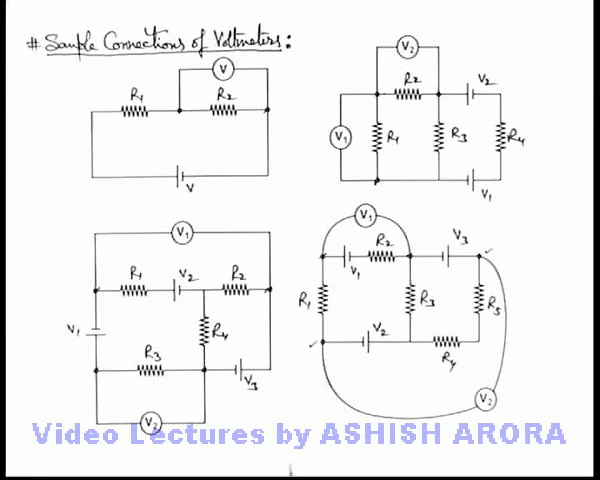 # Sample Connections of Voltmeters:
V
R1 R2
V
V2
R2 V2
V1 R1 R3 R4
V1
V1
R1 V2 R2
V1 R4
R3
V3
V2
V1
R2 V3
V1
R1 R3 R5
V2
R4
V2
Video Lectures by ASHISH ARORA